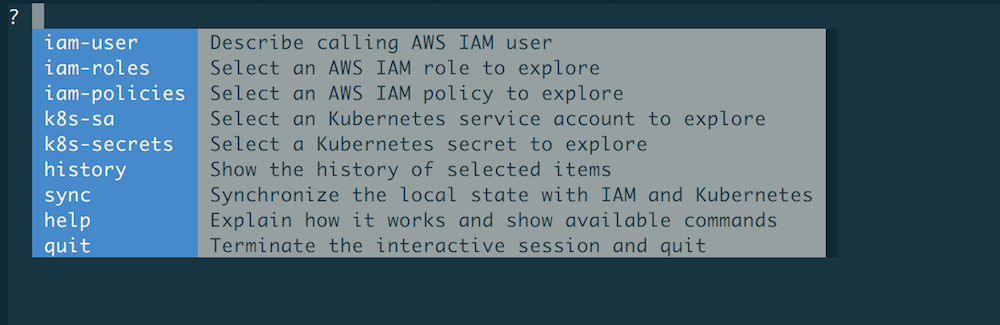 ?
iam-user Describe calling AWS IAM user
iam-roles Select an AWS IAM role to explore
iam-policies Select an AWS IAM policy to explore
k8s-sa Select an Kubernetes service account to explore
k8s-secrets Select a Kubernetes secret to explore
history Show the history of selected items
sync Synchronize the local state with IAM and Kubernetes
help Explain how it works and show available commands
quit Terminate the interactive session and quit